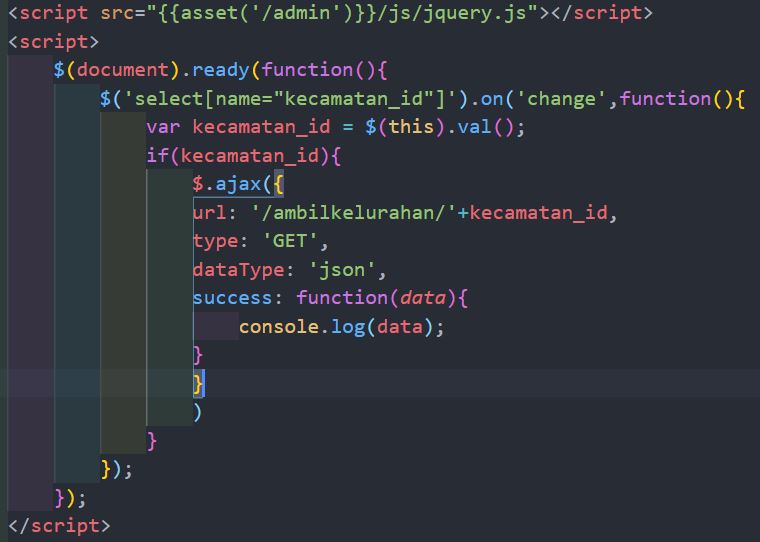 <script src="{{asset('/admin')}}/js/jquery.js"></script>
<script>
    $(document).ready(function(){
        $('select[name="kecamatan_id"]').on('change',function(){
            var kecamatan_id = $(this).val();
            if(kecamatan_id){
                $.ajax({
                url: '/ambilkelurahan/'+kecamatan_id,
                type: 'GET',
                dataType: 'json',
                success: function(data){
                    console.log(data);
                }
                }
                )
            }
        });
    });
</script>